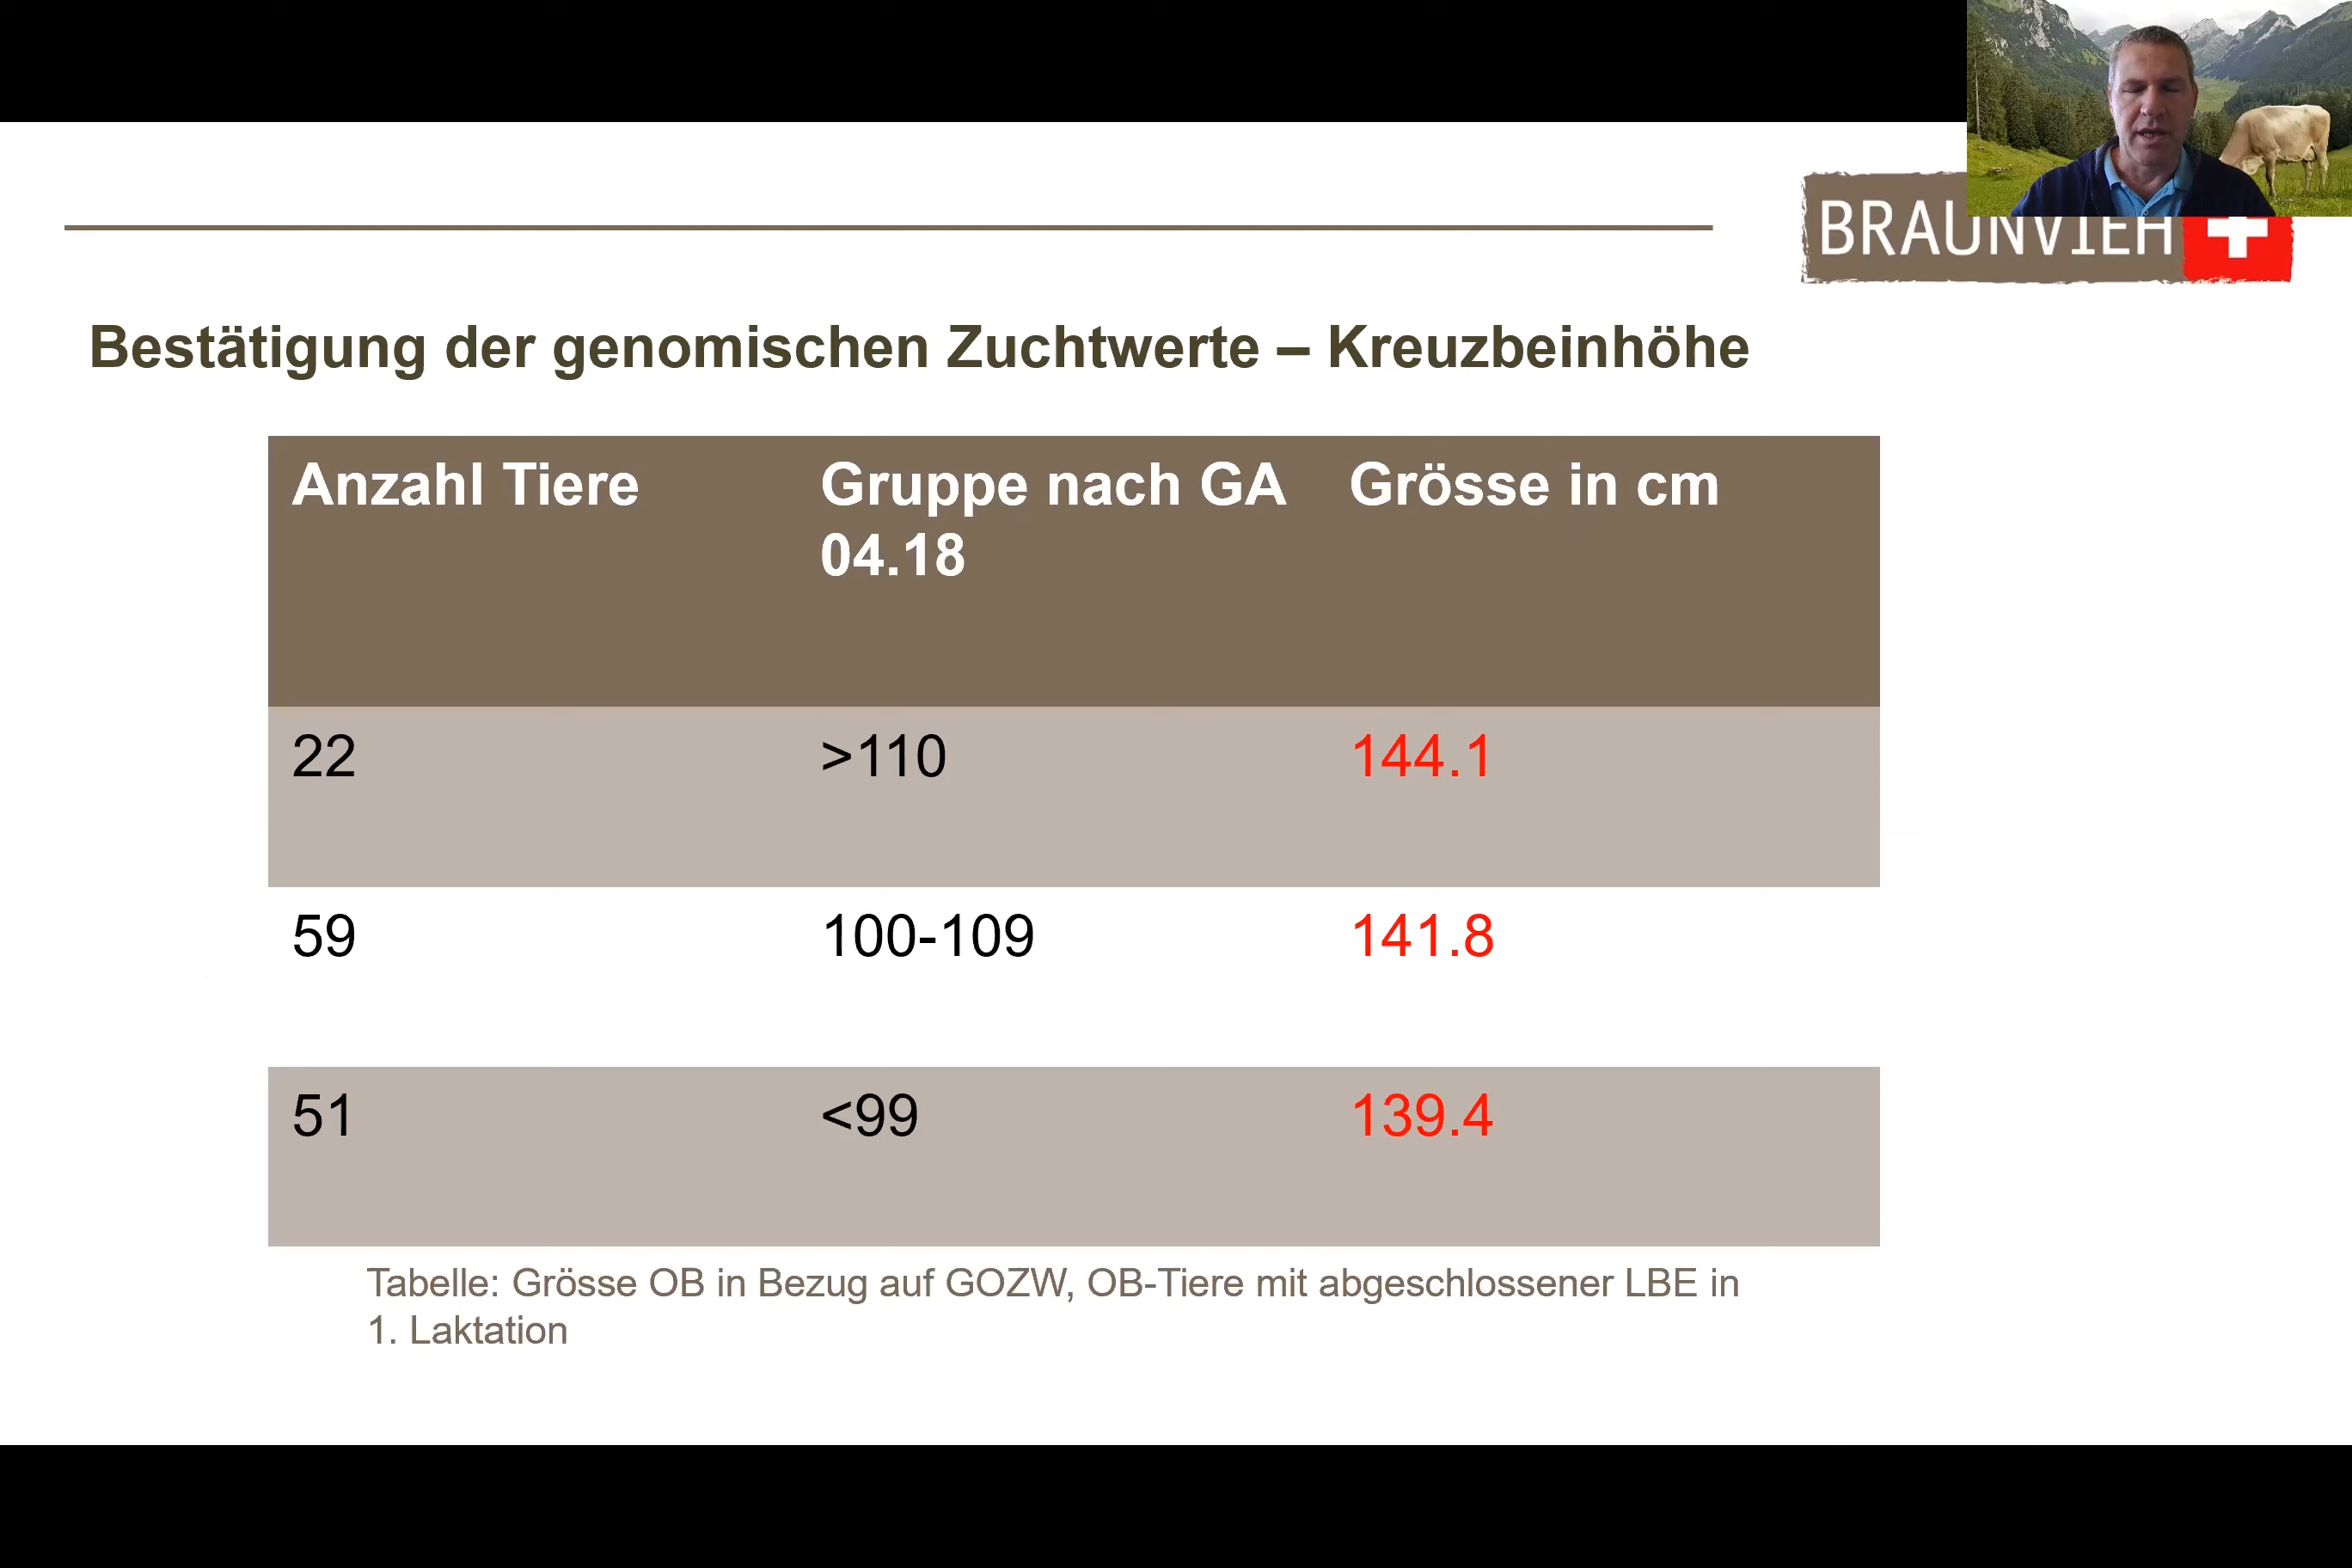 BRAUNVIEH
Bestätigung der genomischen Zuchtwerte – Kreuzbeinhöhe
Anzahl Tiere Gruppe nach GA Grösse in cm
04.18
22 >110 144.1
59 100-109 141.8
51 <99 139.4
Tabelle: Grösse OB in Bezug auf GOZW, OB-Tiere mit abgeschlossener LBE in
1. Laktation